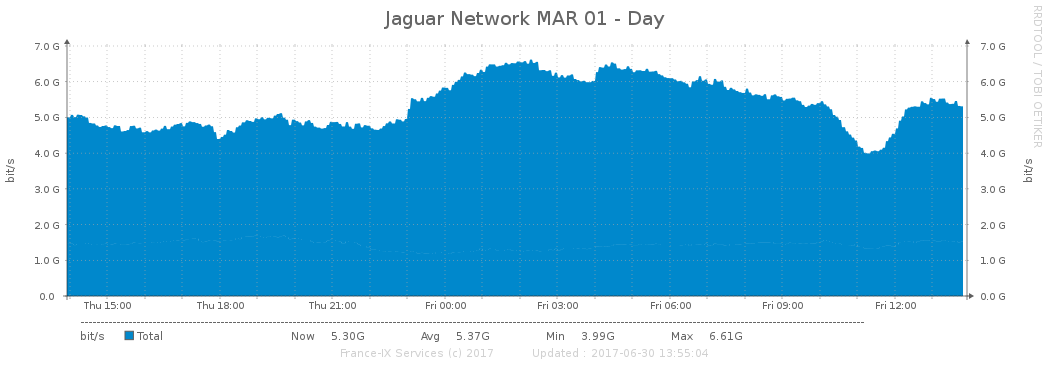 Jaguar Network MAR 01 - Day
RRDTOOL / TOBI OETIKER
7.0 G 7.0 G
6.0 G 6.0 G
5.0 G 5.0 G
4.0 G 4.0 G
3.0 G 3.0 G
2.0 G 2.0 G
1.0 G 1.0 G
0.0 0.0 G
bit/s
bit/s
Thu 15:00 Thu 18:00 Thu 21:00 Fri 00:00 Fri 03:00 Fri 06:00 Fri 09:00 Fri 12:00
bit/s Total Now 5.30G Avg 5.37G Min 3.99G Max 6.61G
France-IX Services (c) 2017 Updated : 2017-06-30 13:55:04